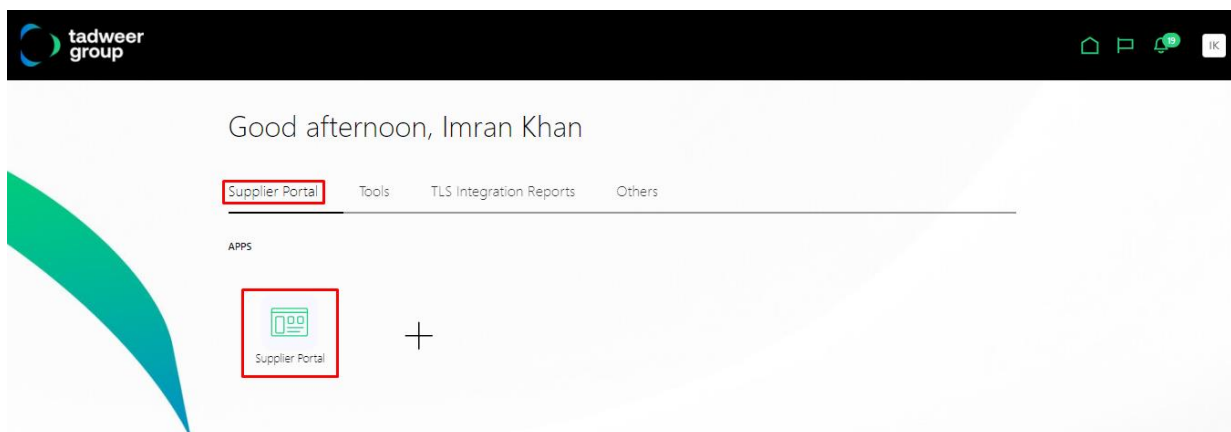 tadweer
group
19
IK
Good afternoon, Imran Khan
Supplier Portal Tools TLS Integration Reports Others
APPS
Supplier Portal